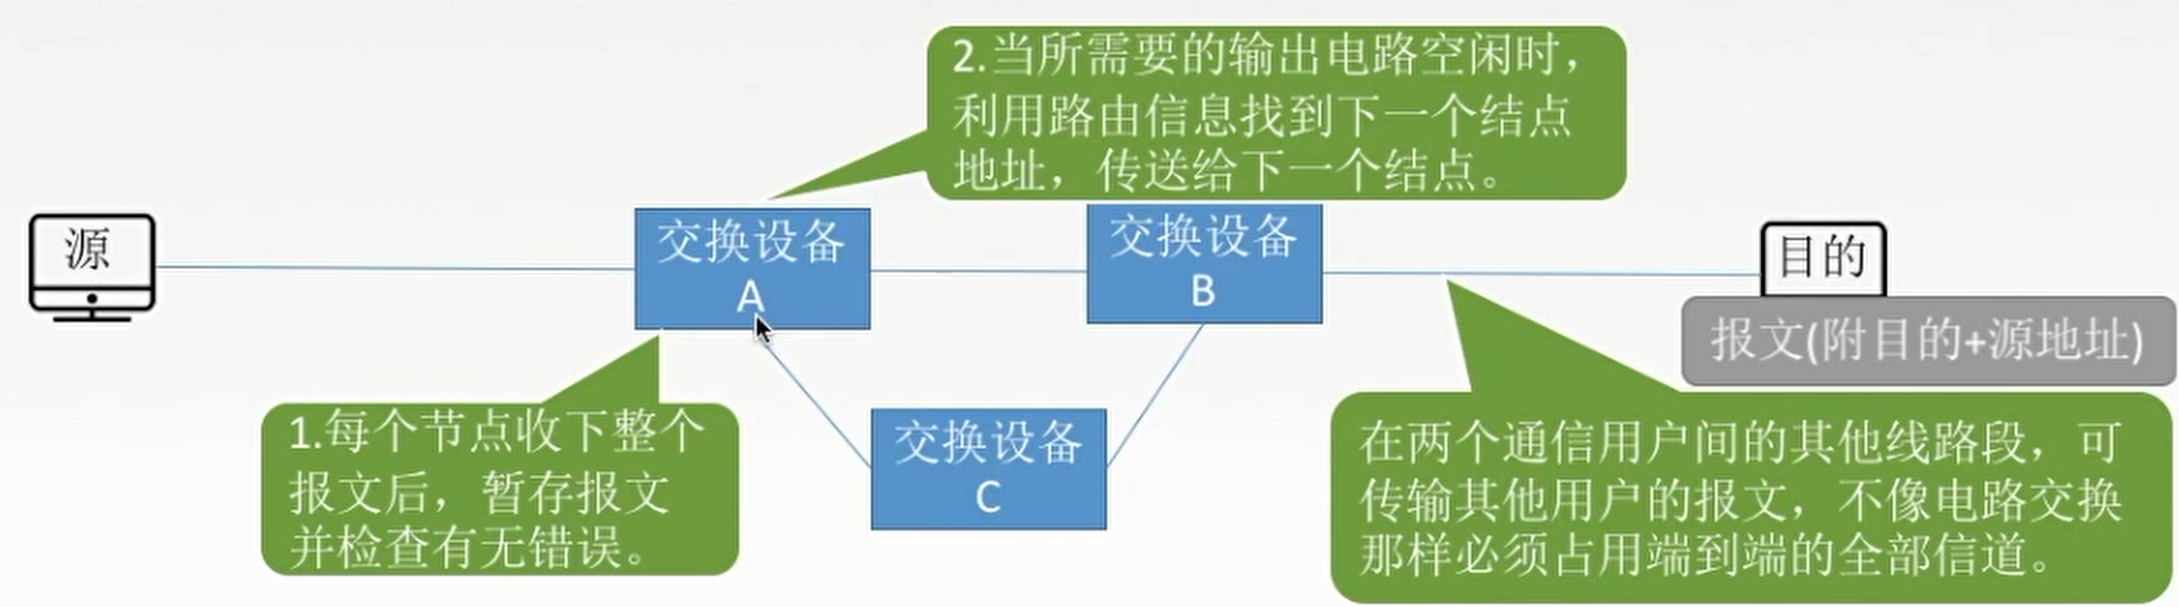 2.当所需要的输出电路空闲时，
利用路由信息找到下一个结点
地址，传送给下一个结点。
源
交换设备
A
交换设备
B
目的
报文(附目的+源地址)
1.每个节点收下整个
报文后，暂存报文
并检查有无错误。
交换设备
C
在两个通信用户间的其他线路段，可
传输其他用户的报文，不像电路交换
那样必须占用端到端的全部信道。